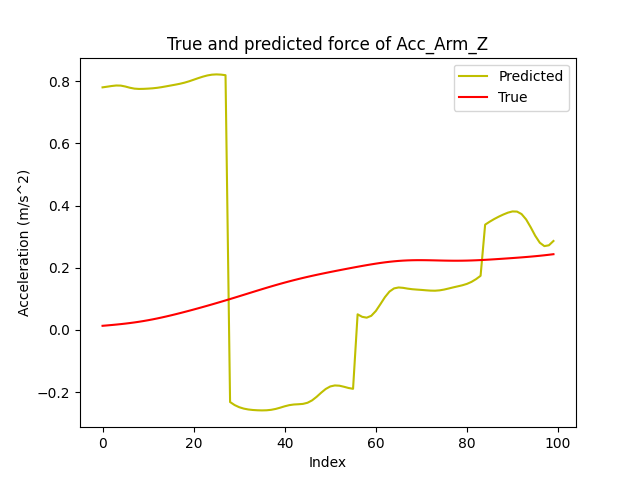 True and predicted force of Acc_Arm_Z
Predicted
True
Acceleration (m/s^2)
0.8
0.6
0.4
0.2
0.0
−0.2
0 20 40 60 80 100
Index